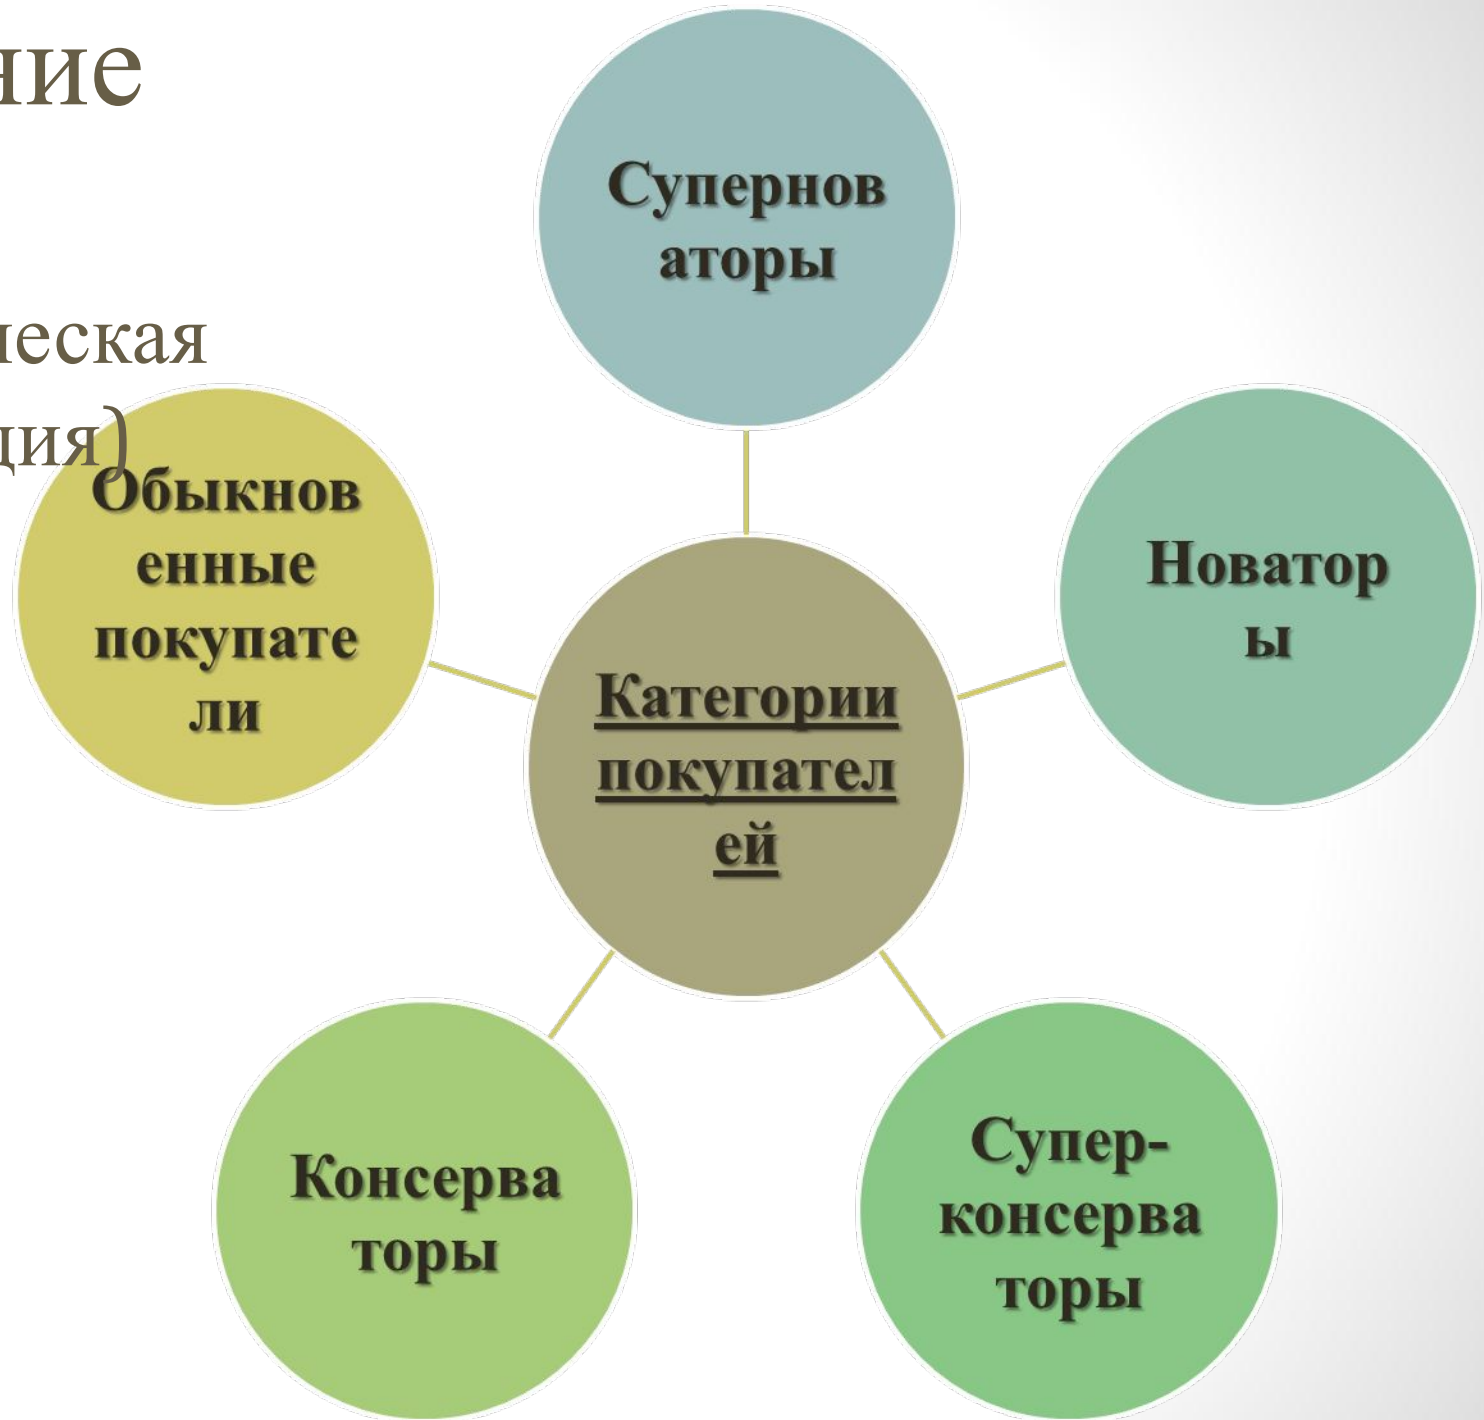 ние
ческая
ция)
Супернов
аторы
Обыкнов
енные
покупате
ли
Новатор
ы
Категории
покупател
ей
Консерва
торы
Супер-
консерва
торы